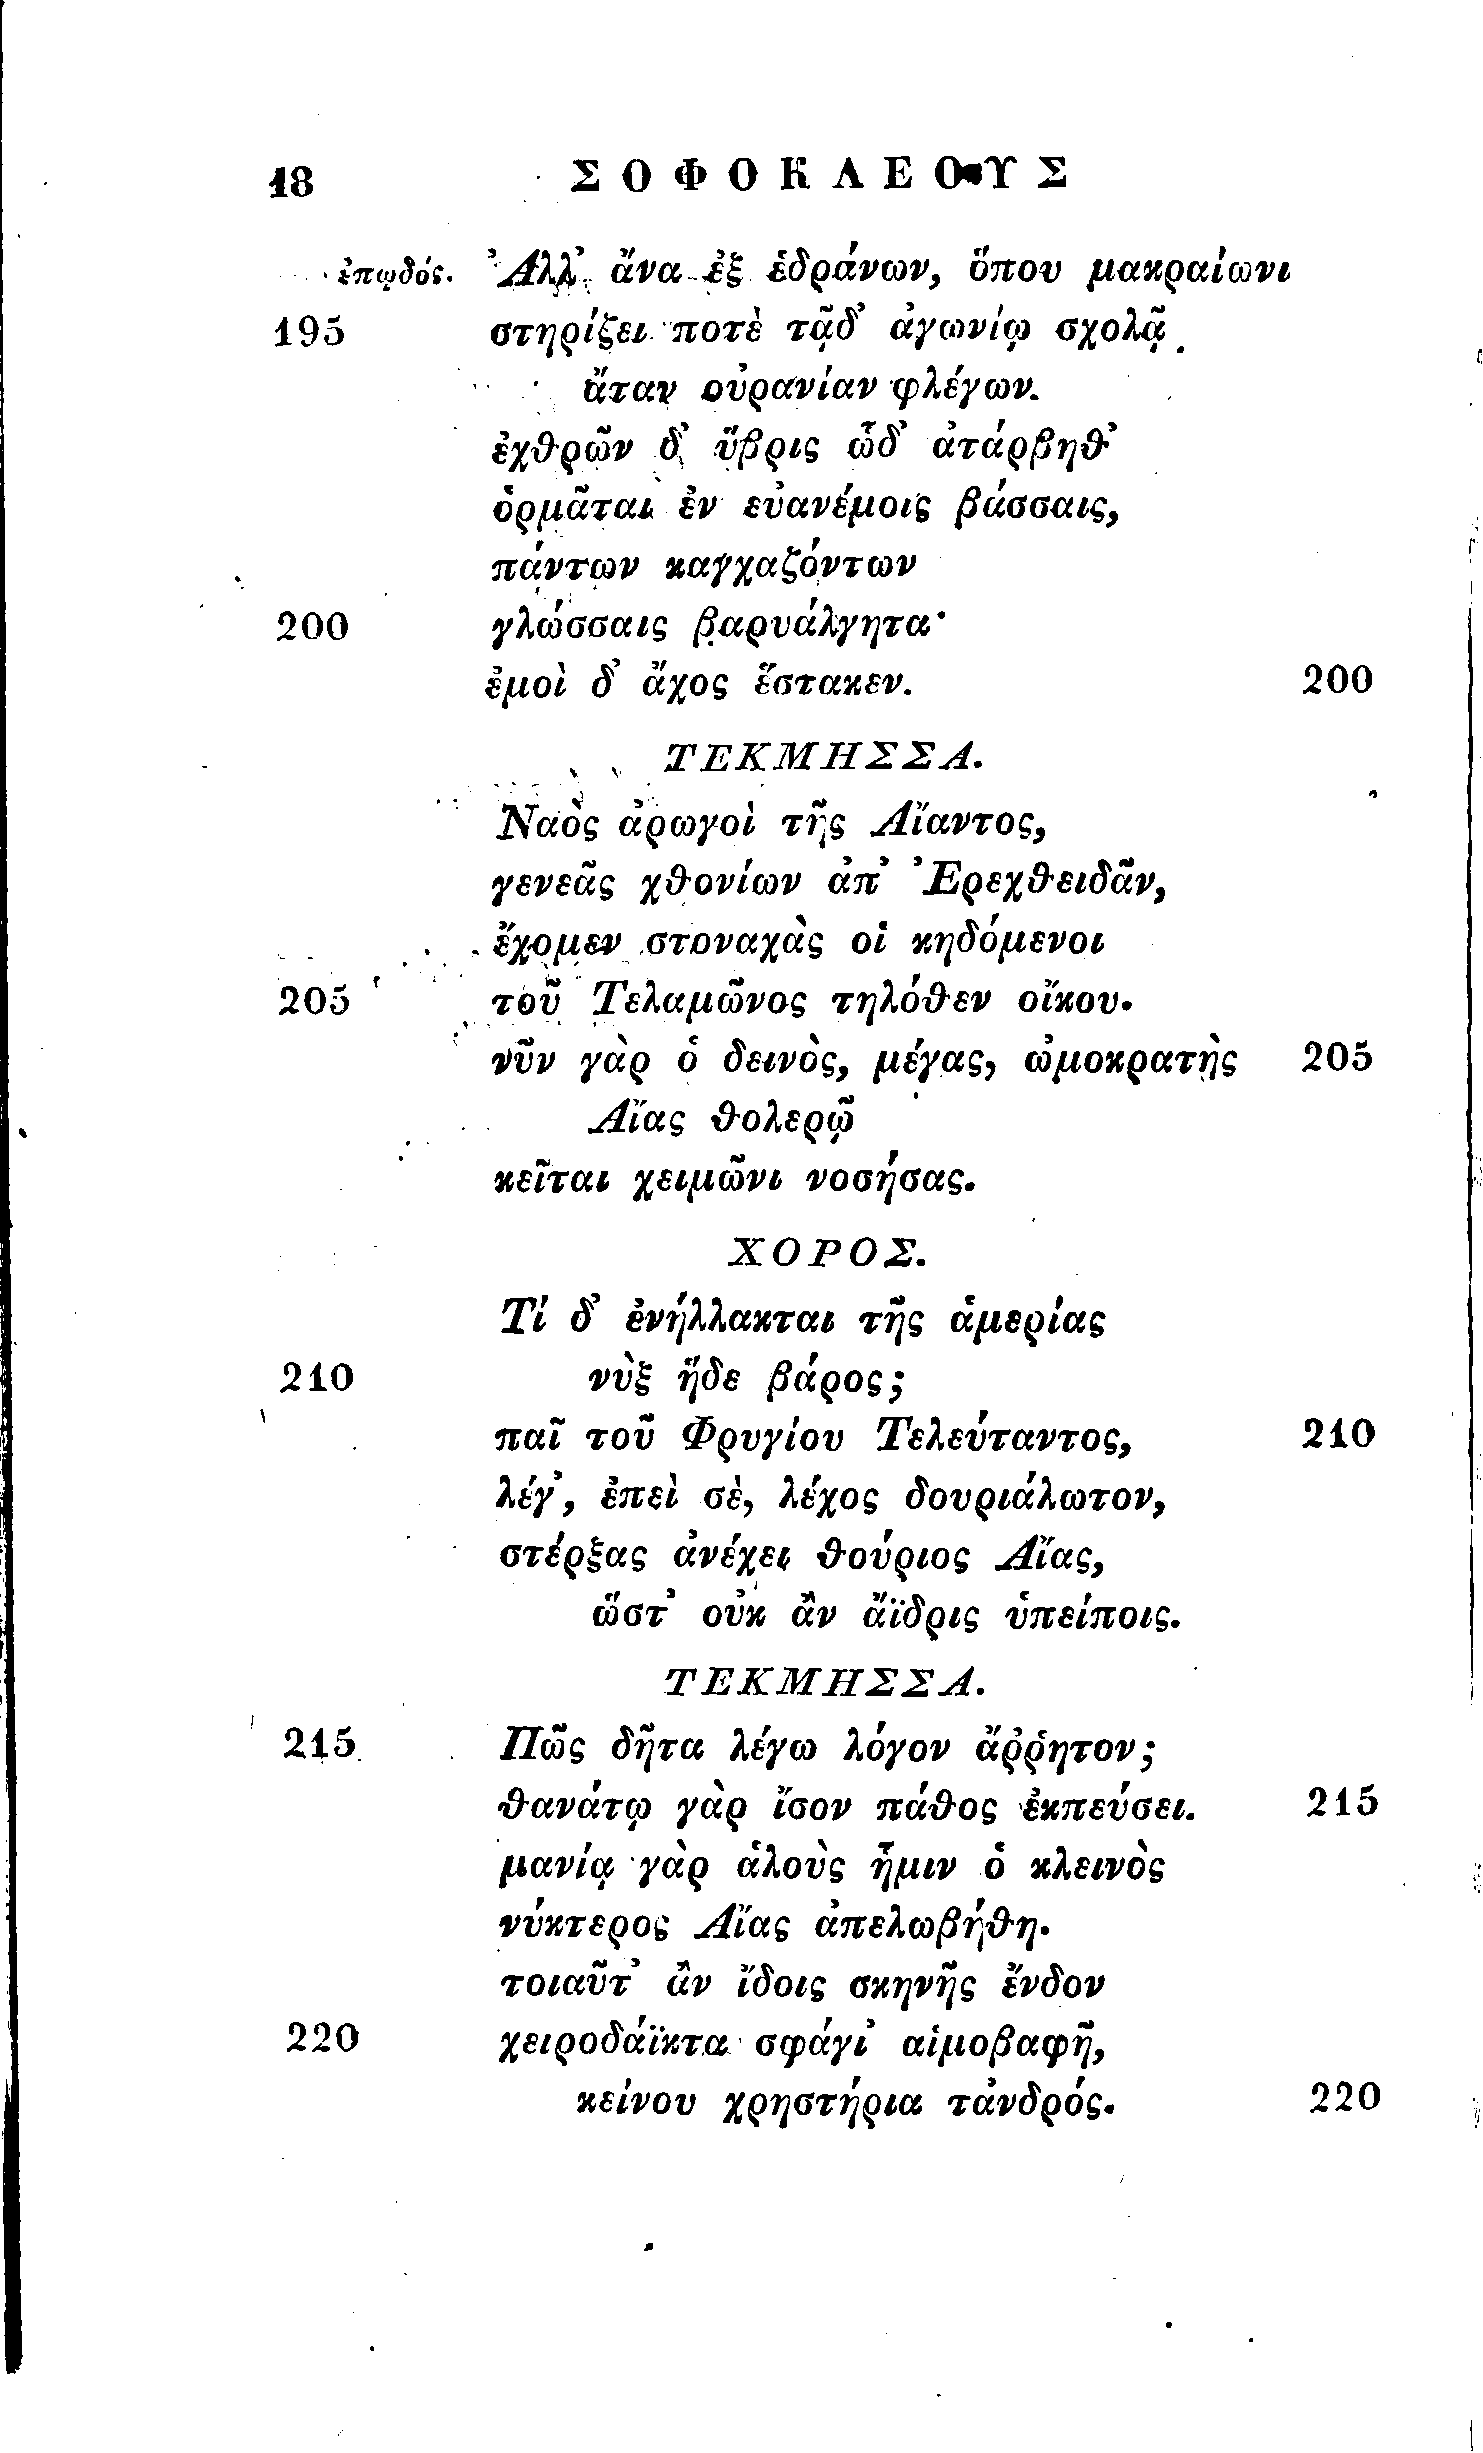 18 ΣΟΦΟΚΛΕΟΥΣ
ἐπῳδός. Ἀλλ’ ἄνα ἐξ ἑδράνων, ὅπου μακραίωνι
195 στηρίζει ποτὲ τᾷδ’ ἀγωνίῳ σχολᾷ
ἄταν οὐρανίαν φλέγων.
ἐχθρῶν δ’ ὕβρις ὧδ’ ἀτάρβηθ’
ὁρμᾶται ἐν εὐανέμοις βάσσαις,
πάντων καγχαζόντων
200 γλώσσαις βαρυάλγητα·
ἐμοὶ δ’ ἄχος ἕστακεν. 200
ΤΕΚΜΗΣΣΑ.
Ναὸς ἀρωγοὶ τῆς Αἴαντος,
γενεᾶς χθονίων ἀπ’ Ἐρεχθειδᾶν,
ἔχομεν στοναχὰς οἱ κηδόμενοι
205 τοῦ Τελαμῶνος τηλόθεν οἴκου.
νῦν γὰρ ὁ δεινὸς, μέγας, ὠμοκρατὴς 205
Αἴας θολερῷ
κεῖται χειμῶνι νοσήσας.
ΧΟΡΟΣ.
Τί δ’ ἐνήλλακται τῆς ἁμερίας
210 νὺξ ἥδε βάρος;
παῖ τοῦ Φρυγίου Τελεύταντος, 210
λέγ’, ἐπεὶ σὲ, λέχος δουριάλωτον,
στέρξας ἀνέχει θούριος Αἴας,
ὥστ’ οὐκ ἂν ἄϊδρις ὑπείποις.
ΤΕΚΜΗΣΣΑ.
215 Πῶς δῆτα λέγω λόγον ἄῤῥητον;
θανάτῳ γὰρ ἴσον πάθος ἐκπεύσει. 215
μανίᾳ γὰρ ἁλοὺς ἧμιν ὁ κλεινὸς
νύκτερος Αἴας ἀπελωβήθη.
τοιαῦτ’ ἂν ἴδοις σκηνῆς ἔνδον
220 χειροδάϊκτα σφάγι’ αἱμοβαφῆ,
κείνου χρηστήρια τἀνδρός. 220